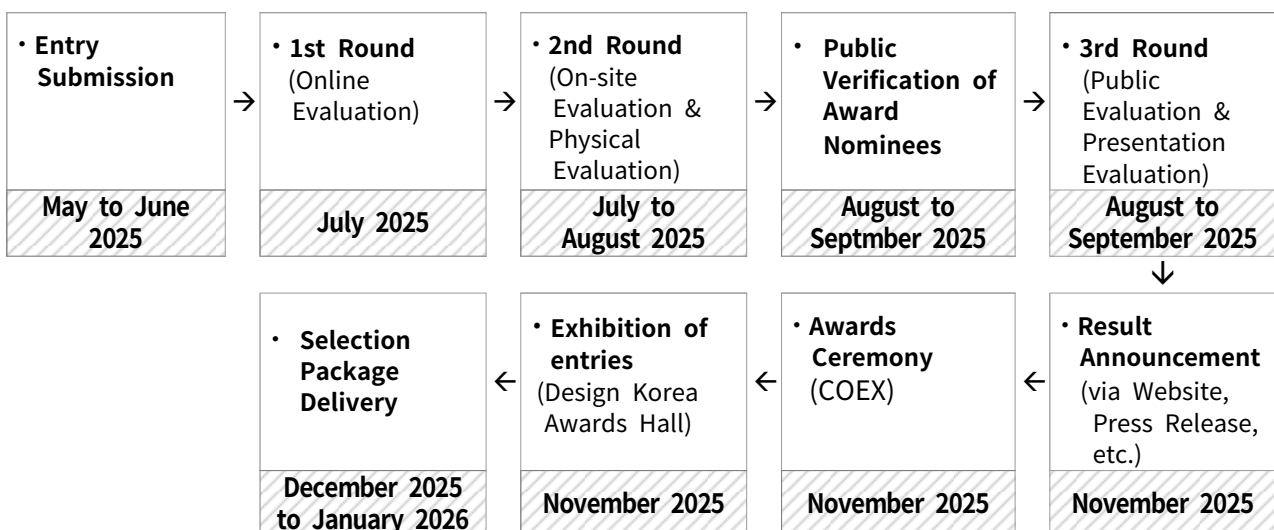 · Entry
Submission
May to June
2025
→
· 1st Round
(Online
Evaluation)
July 2025
→
· 2nd Round
(On-site
Evaluation &
Physical
Evaluation)
July to
August 2025
→
· Public
Verification of
Award
Nominees
August to
Septmber 2025
→
· 3rd Round
(Public
Evaluation &
Presentation
Evaluation)
August to
September 2025
↓
· Result
Announcement
(via Website,
Press Release,
etc.)
November 2025
←
· Awards
Ceremony
(COEX)
November 2025
←
· Exhibition of
entries
(Design Korea
Awards Hall)
November 2025
←
· Selection
Package
Delivery
December 2025
to January 2026